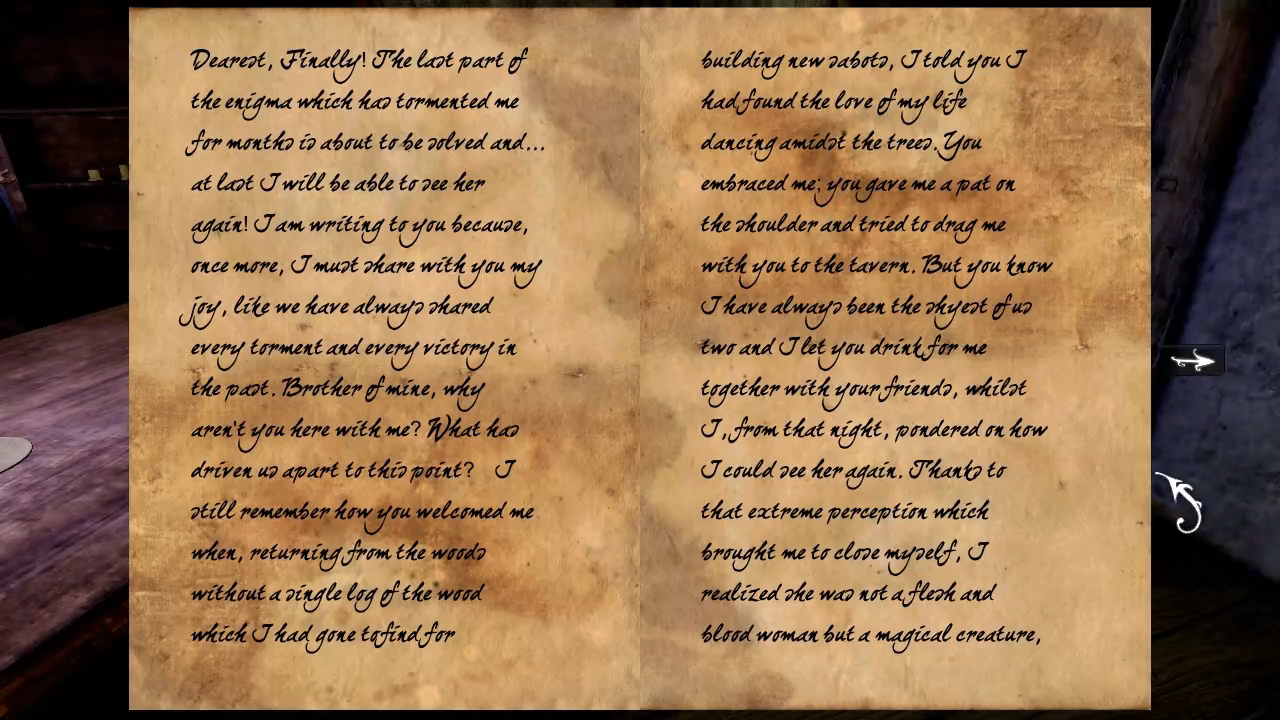 Dearest, Finally! The last part of
the enigma which has tormented me
for months is about to be solved and...
at last I will be able to see her
again! I am writing to you because,
once more, I must share with you my
joy, like we have always shared
every torment and every victory in
the past. Brother of mine, why
aren't you here with me? What has
driven us apart to this point? I
still remember how you welcomed me
when, returning from the woods
without a single log of the wood
which I had gone to find for
building new sabots, I told you I
had found the love of my life
dancing amidst the trees. You
embraced me; you gave me a pat on
the shoulder and tried to drag me
with you to the tavern. But you know
I have always been the shyest of us
two and I let you drink for me
together with your friends, whilst
I, from that night, pondered on how
I could see her again. Thanks to
that extreme perception which
brought me to close myself, I
realized she was not a flesh and
blood woman but a magical creature,